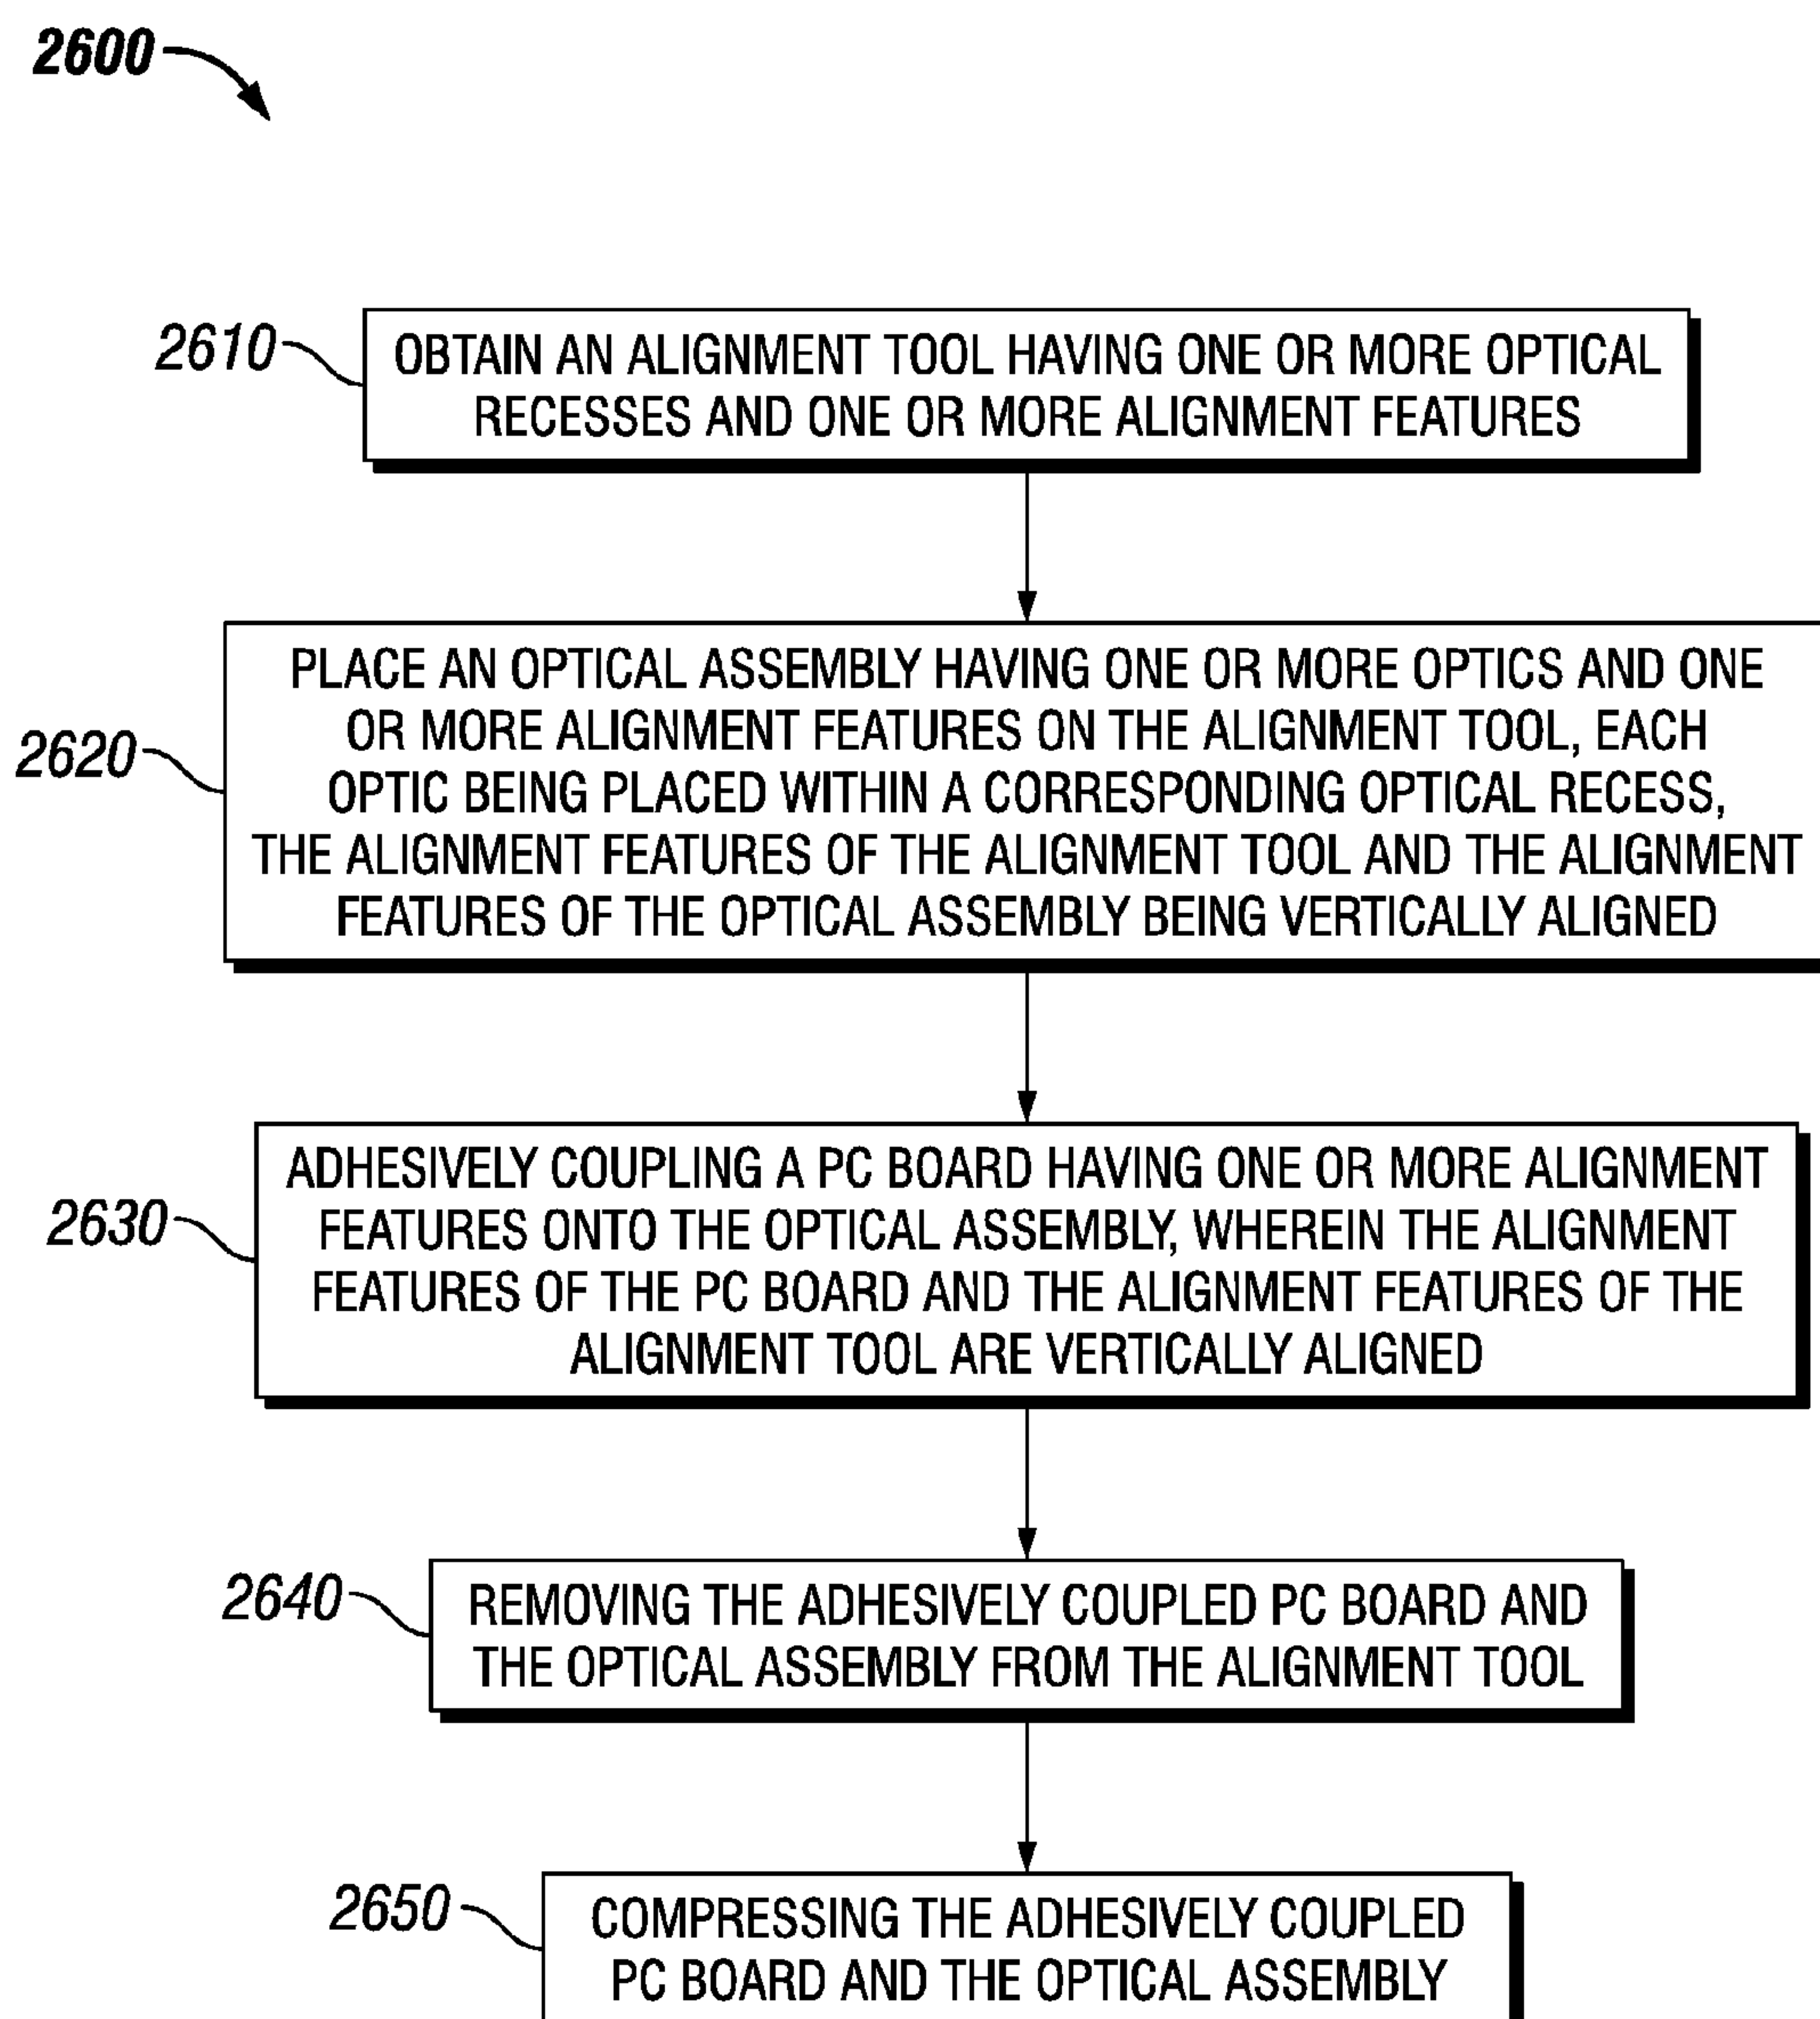 2600
2610
OBTAIN AN ALIGNMENT TOOL HAVING ONE OR MORE OPTICAL
RECESSES AND ONE OR MORE ALIGNMENT FEATURES
2620
PLACE AN OPTICAL ASSEMBLY HAVING ONE OR MORE OPTICS AND ONE
OR MORE ALIGNMENT FEATURES ON THE ALIGNMENT TOOL, EACH
OPTIC BEING PLACED WITHIN A CORRESPONDING OPTICAL RECESS,
THE ALIGNMENT FEATURES OF THE ALIGNMENT TOOL AND THE ALIGNMENT
FEATURES OF THE OPTICAL ASSEMBLY BEING VERTICALLY ALIGNED
2630
ADHESIVELY COUPLING A PC BOARD HAVING ONE OR MORE ALIGNMENT
FEATURES ONTO THE OPTICAL ASSEMBLY, WHEREIN THE ALIGNMENT
FEATURES OF THE PC BOARD AND THE ALIGNMENT FEATURES OF THE
ALIGNMENT TOOL ARE VERTICALLY ALIGNED
2640
REMOVING THE ADHESIVELY COUPLED PC BOARD AND
THE OPTICAL ASSEMBLY FROM THE ALIGNMENT TOOL
2650
COMPRESSING THE ADHESIVELY COUPLED
PC BOARD AND THE OPTICAL ASSEMBLY